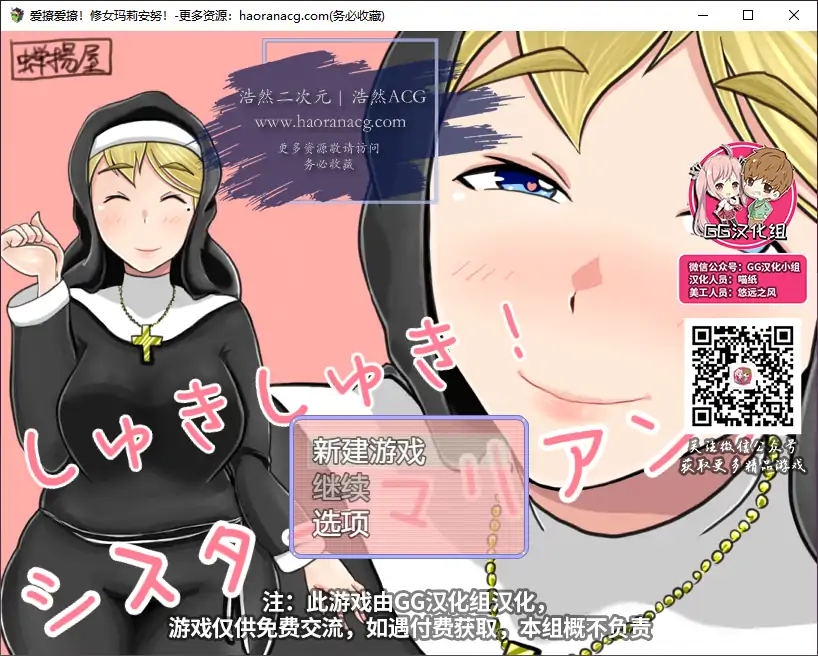 爱撩爱撩！修女玛莉安努！-更多资源：haoranacg.com(务必收藏)
蝉揚屋
浩然二次元 | 浩然ACG
www.haoranacg.com
更多资源敬请访问
务必收藏
GG汉化组
微信公众号：GG汉化小组
汉化人员：喵纸
美工人员：悠远之风
关注微信公众号
获取更多精品游戏
しゅきしゅき！
シスターマリアン
新建游戏
继续
选项
注：此游戏由GG汉化组汉化，
游戏仅供免费交流，如遇付费获取，本组概不负责